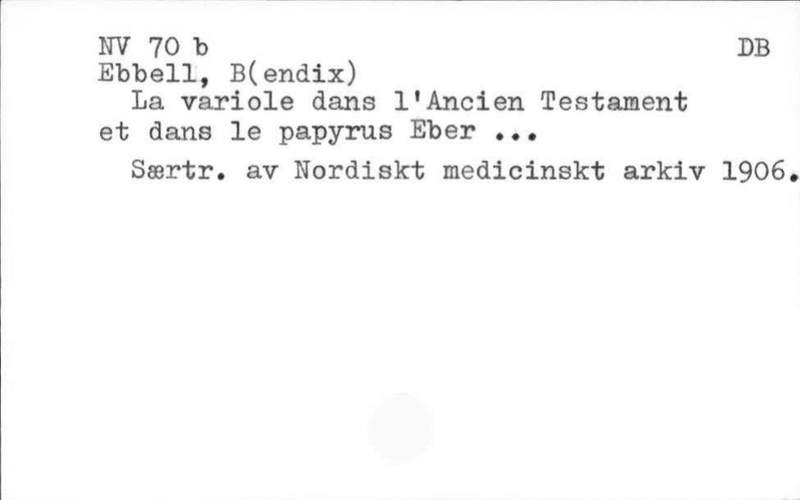 NV 70 b DB
Ebbell, B(endix)
La variole dans l'Ancien Testament
et dans le papyrus Eber ...
Særtr. av Nordiskt medicinskt arkiv 1906.